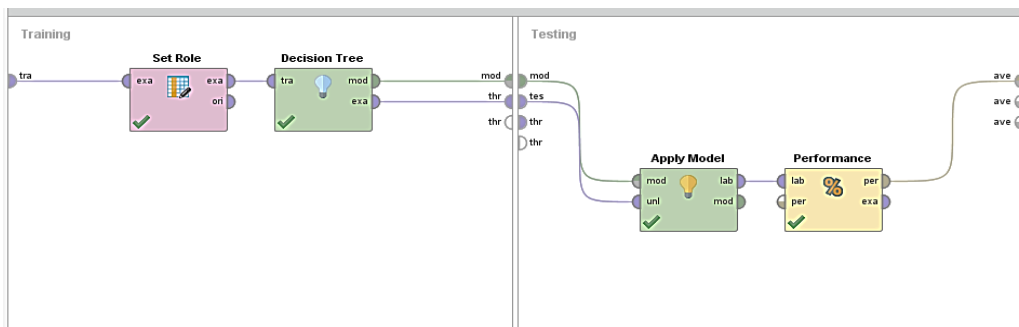 Training
Testing
tra
Set Role
exa
exa
ori
Decision Tree
tra
mod
exa
mod
thr
thr
mod
tes
thr
thr
Apply Model
mod
lab
unl
mod
Performance
lab
per
%
per
exa
ave
ave
ave